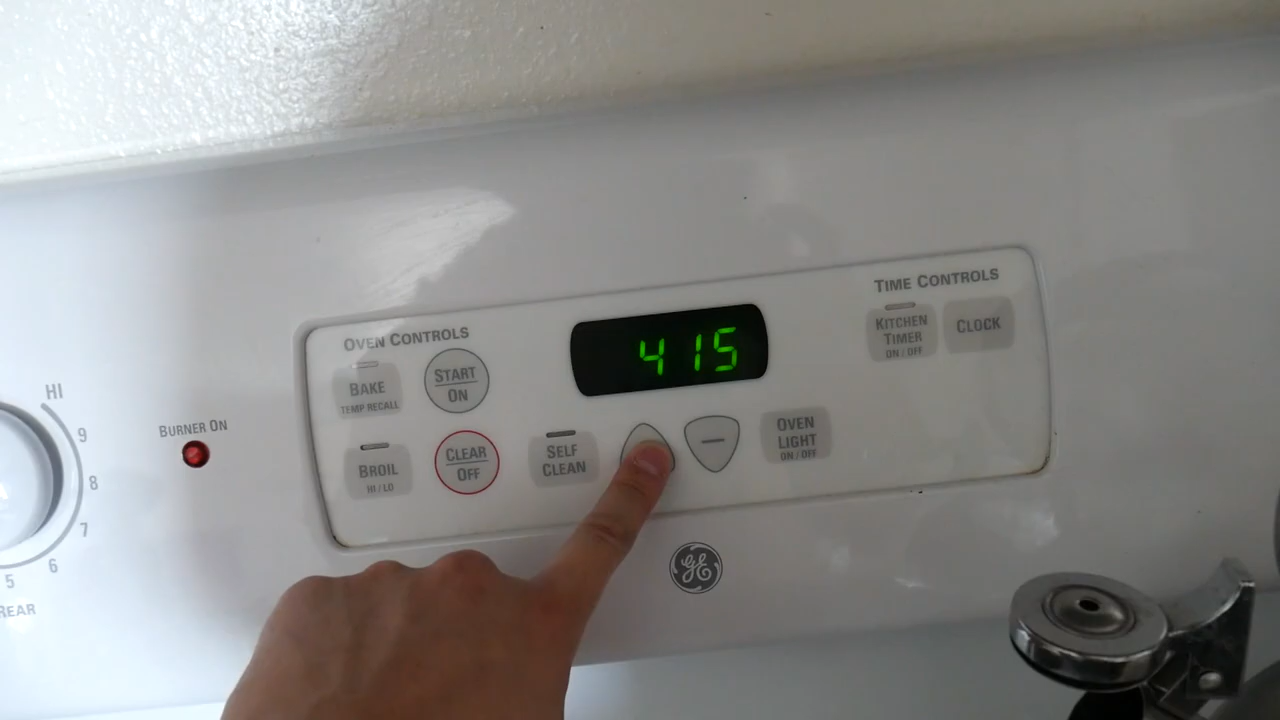 HI
9
8
7
6
5
REAR
BURNER ON
OVEN CONTROLS
BAKE
TEMP RECALL
START
ON
BROIL
HI / LO
CLEAR
OFF
SELF
CLEAN
415
OVEN
LIGHT
ON / OFF
TIME CONTROLS
KITCHEN
TIMER
ON / OFF
CLOCK
GE